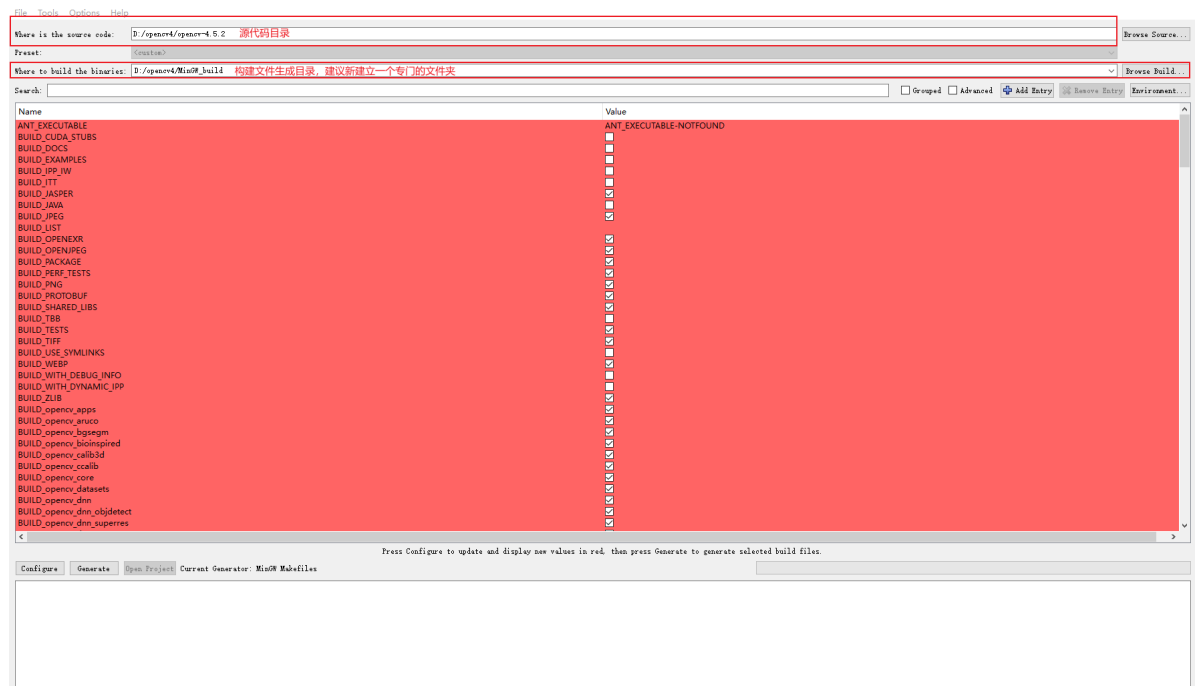 File Tools Options Help
Where is the source code: D:/opencv4/opencv-4.5.2 源代码目录 Browse Source...
Preset: <custom>
Where to build the binaries: D:/opencv4/MinGW_build 构建文件生成目录，建议新建立一个专门的文件夹 Browse Build...
Search: Grouped Advanced Add Entry Remove Entry Environment...
Name Value
ANT_EXECUTABLE ANT_EXECUTABLE-NOTFOUND
BUILD_CUDA_STUBS
BUILD_DOCS
BUILD_EXAMPLES
BUILD_IPP_IW
BUILD_ITT
BUILD_JASPER
BUILD_JAVA
BUILD_JPEG
BUILD_LIST
BUILD_OPENEXR
BUILD_OPENJPEG
BUILD_PACKAGE
BUILD_PERF_TESTS
BUILD_PNG
BUILD_PROTOBUF
BUILD_SHARED_LIBS
BUILD_TBB
BUILD_TESTS
BUILD_TIFF
BUILD_USE_SYMLINKS
BUILD_WEBP
BUILD_WITH_DEBUG_INFO
BUILD_WITH_DYNAMIC_IPP
BUILD_ZLIB
BUILD_opencv_apps
BUILD_opencv_aruco
BUILD_opencv_bgsegm
BUILD_opencv_bioinspired
BUILD_opencv_calib3d
BUILD_opencv_ccalib
BUILD_opencv_core
BUILD_opencv_datasets
BUILD_opencv_dnn
BUILD_opencv_dnn_objdetect
BUILD_opencv_dnn_superres
Press Configure to update and display new values in red, then press Generate to generate selected build files.
Configure Generate Open Project Current Generator: MinGW Makefiles